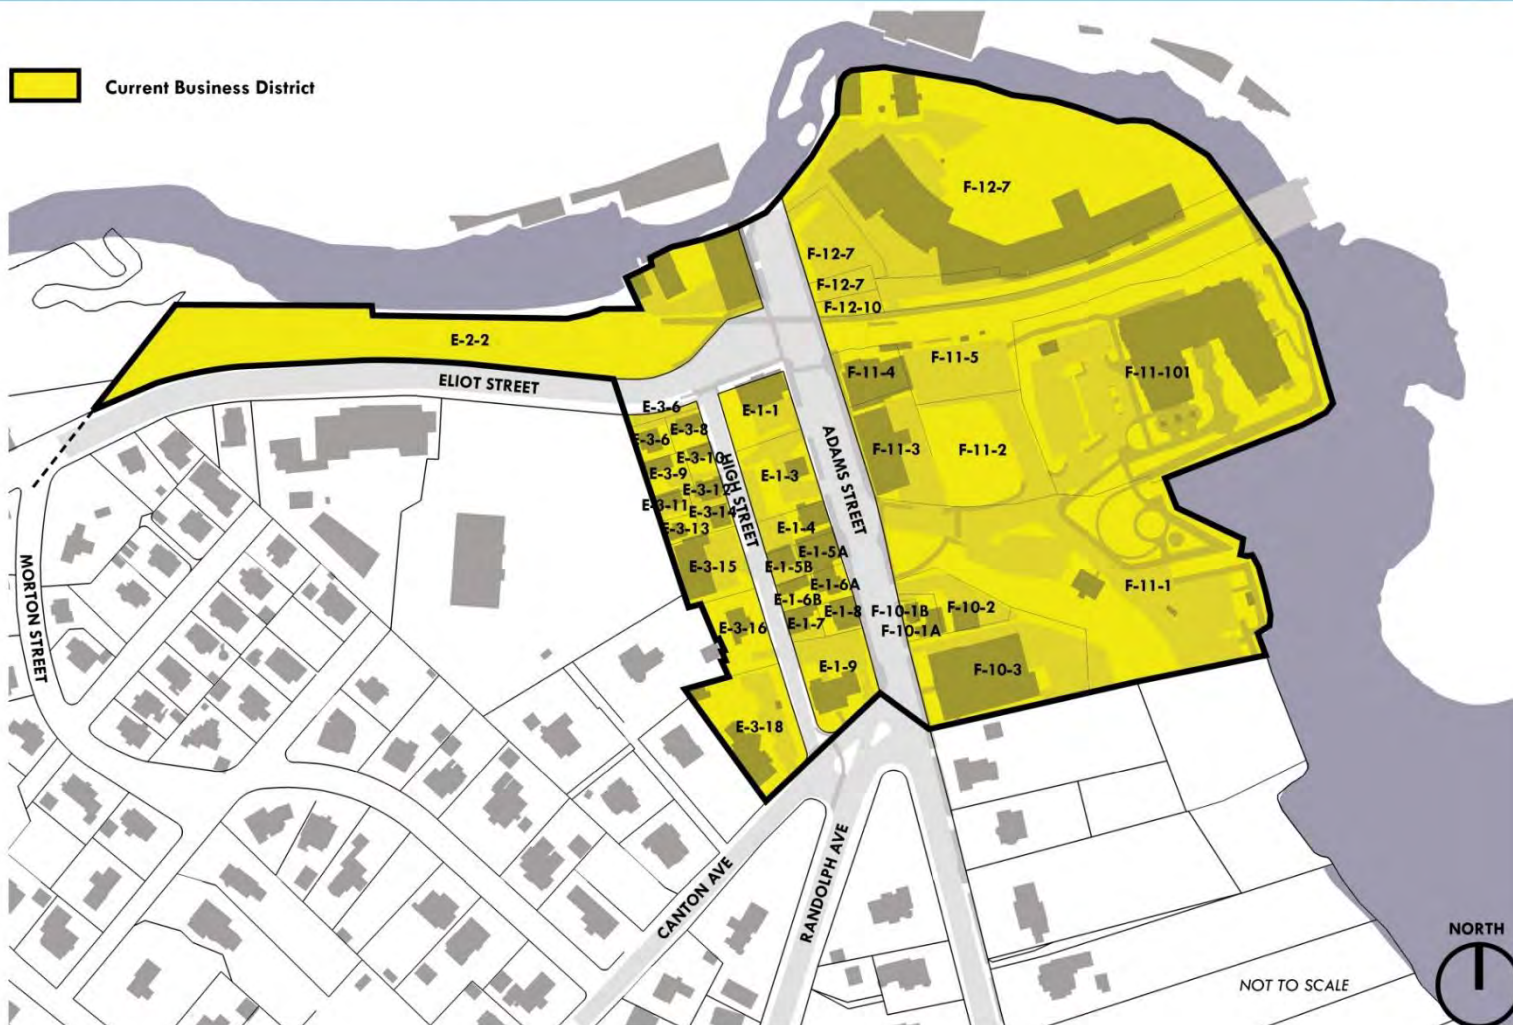 Current Business District
F-12-7
F-12-7
F-12-7
F-12-10
E-2-2
ELIOT STREET
F-11-5
F-11-4
F-11-101
E-3-6
E-1-1
E-3-8
E-3-6
ADAMS STREET
F-11-3
F-11-2
E-3-10
HIGH STREET
E-3-9
E-1-3
E-3-12
E-3-11
E-3-14
E-3-13
E-1-4
E-1-5A
E-3-15
E-1-5B
E-1-6A
F-11-1
E-1-6B
E-1-8
F-10-1B
F-10-2
MORTON STREET
E-3-16
E-1-7
F-10-1A
E-1-9
F-10-3
E-3-18
CANTON AVE
RANDOLPH AVE
NORTH
NOT TO SCALE